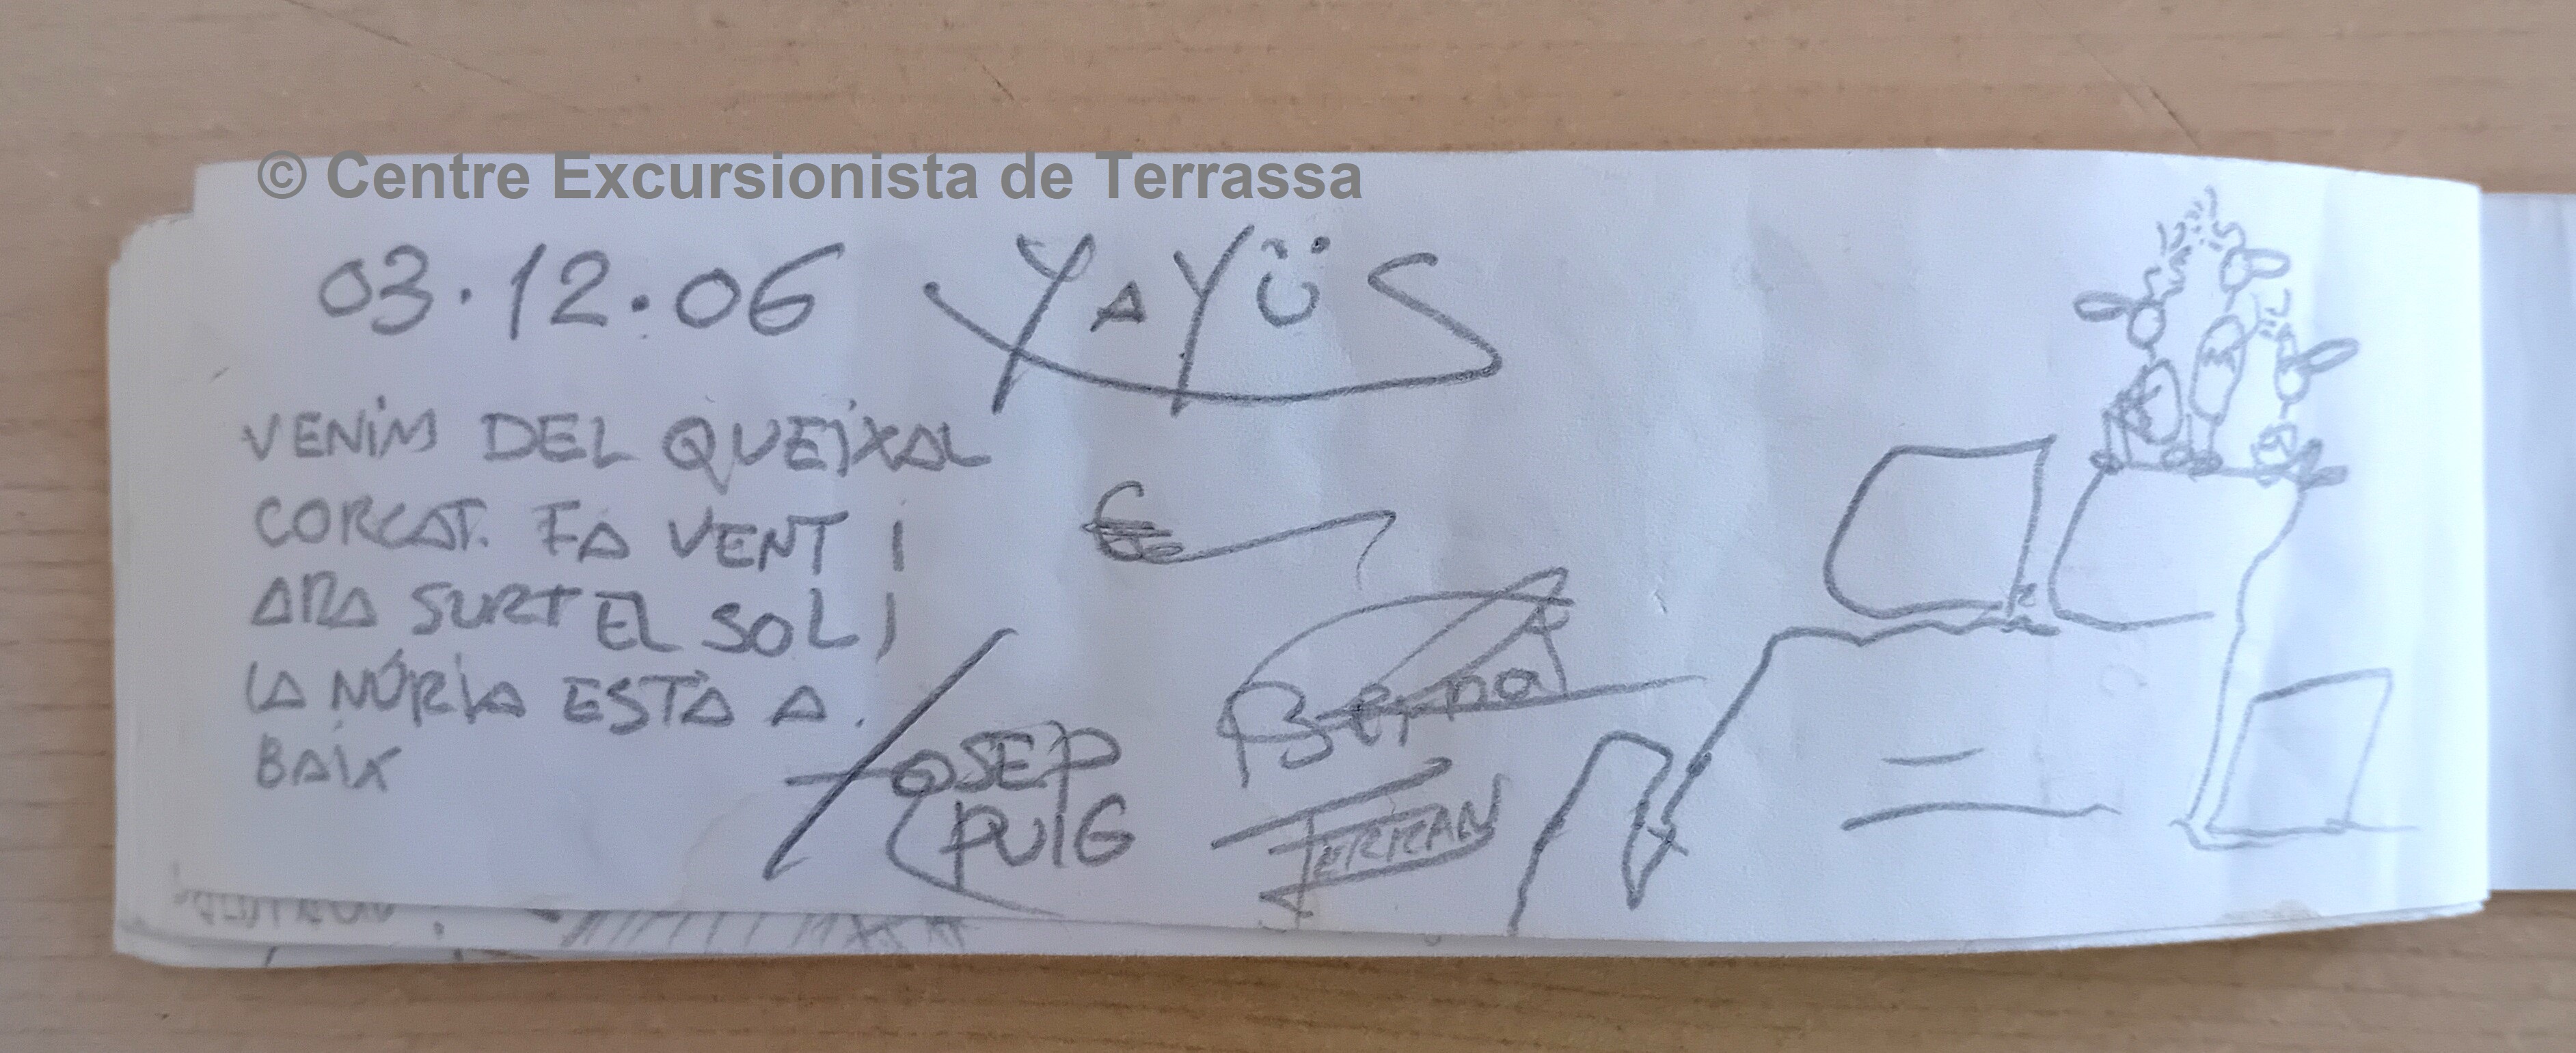 © Centre Excursionista de Terrassa
03.12.06
YAYÜS
VENIM DEL QUEIXAL
CORCAT. FA VENT I
ARA SURT EL SOL I
LA NÚRIA ESTÀ A.
BAIX
JOSEP
PUIG
Bernat
FERRAN